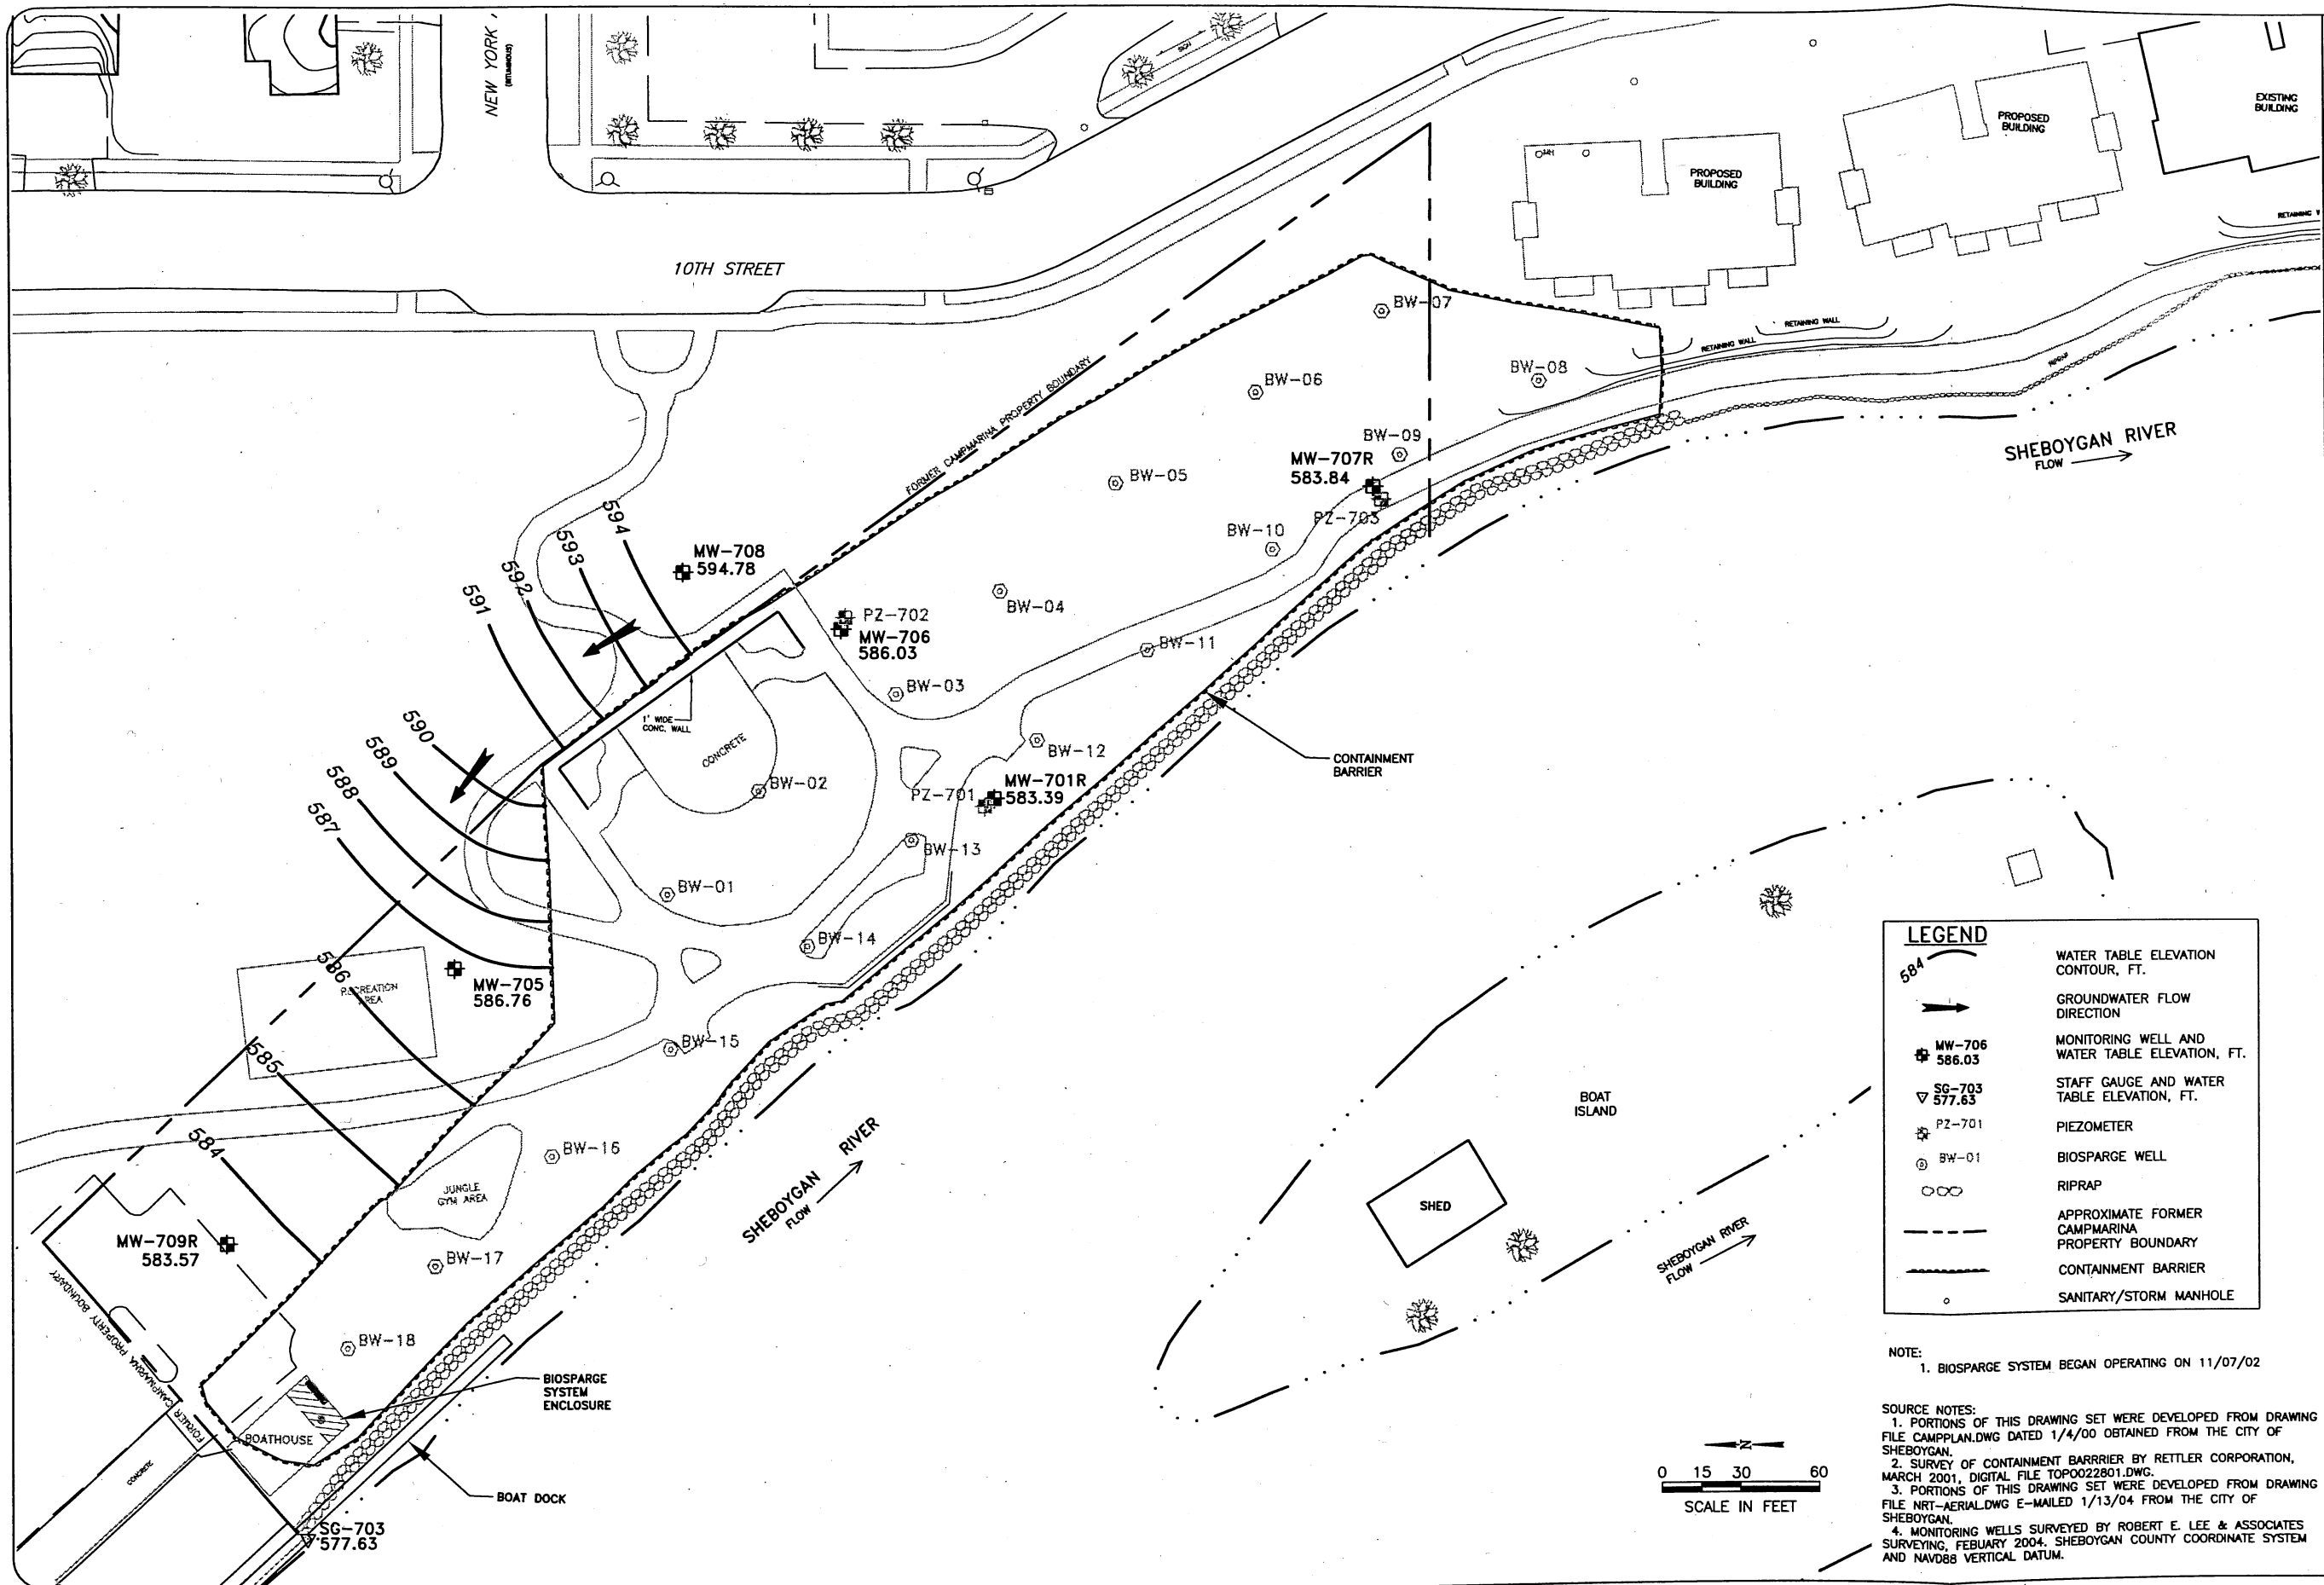 NEW YORK
(BITUMINOUS)
SIGN
EXISTING
BUILDING
PROPOSED
BUILDING
MH
PROPOSED
BUILDING
RETAINING W
10TH STREET
BW-07
RETAINING WALL
RETAINING WALL
RIPRAP
BW-08
BW-06
FORMER CAMPMARINA PROPERTY BOUNDARY
BW-09
SHEBOYGAN RIVER
FLOW
MW-707R
583.84
BW-05
PZ-703
BW-10
594
593
592
591
MW-708
594.78
BW-04
PZ-702
MW-706
586.03
BW-11
BW-03
1' WIDE
CONC. WALL
CONCRETE
590
589
588
587
BW-12
CONTAINMENT
BARRIER
BW-02
PZ-701
MW-701R
583.39
BW-13
BW-01
BW-14
586
RECREATION
AREA
MW-705
586.76
BW-15
585
584
BW-16
JUNGLE
GYM AREA
SHEBOYGAN RIVER
FLOW
BOAT
ISLAND
SHED
SHEBOYGAN RIVER
FLOW
MW-709R
583.57
BW-17
FORMER CAMPMARINA PROPERTY BOUNDARY
BW-18
BIOSPARGE
SYSTEM
ENCLOSURE
BOATHOUSE
CONCRETE
BOAT DOCK
SG-703
577.63
LEGEND
584
WATER TABLE ELEVATION
CONTOUR, FT.
GROUNDWATER FLOW
DIRECTION
MW-706
586.03
MONITORING WELL AND
WATER TABLE ELEVATION, FT.
SG-703
577.63
STAFF GAUGE AND WATER
TABLE ELEVATION, FT.
PZ-701
PIEZOMETER
BW-01
BIOSPARGE WELL
RIPRAP
APPROXIMATE FORMER
CAMPMARINA
PROPERTY BOUNDARY
CONTAINMENT BARRIER
SANITARY/STORM MANHOLE
NOTE:
1. BIOSPARGE SYSTEM BEGAN OPERATING ON 11/07/02
SOURCE NOTES:
1. PORTIONS OF THIS DRAWING SET WERE DEVELOPED FROM DRAWING
FILE CAMPPLAN.DWG DATED 1/4/00 OBTAINED FROM THE CITY OF
SHEBOYGAN.
2. SURVEY OF CONTAINMENT BARRRIER BY RETTLER CORPORATION,
MARCH 2001, DIGITAL FILE TOPO022801.DWG.
3. PORTIONS OF THIS DRAWING SET WERE DEVELOPED FROM DRAWING
FILE NRT-AERIAL.DWG E-MAILED 1/13/04 FROM THE CITY OF
SHEBOYGAN.
4. MONITORING WELLS SURVEYED BY ROBERT E. LEE & ASSOCIATES
SURVEYING, FEBUARY 2004. SHEBOYGAN COUNTY COORDINATE SYSTEM
AND NAVD88 VERTICAL DATUM.
N
0 15 30 60
SCALE IN FEET